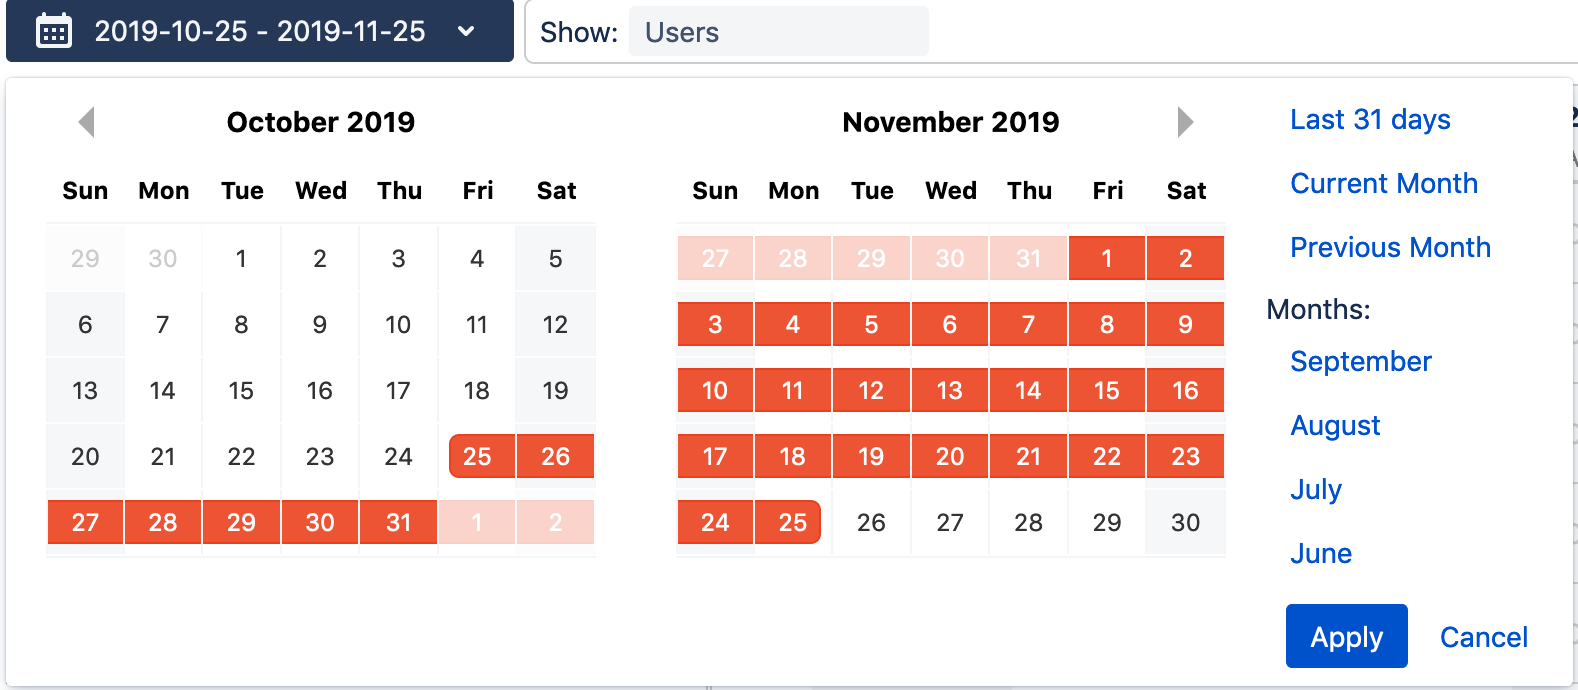 2019-10-25 - 2019-11-25
Show: Users
October 2019
Sun Mon Tue Wed Thu Fri Sat
29 30 1 2 3 4 5
6 7 8 9 10 11 12
13 14 15 16 17 18 19
20 21 22 23 24 25 26
27 28 29 30 31 1 2
November 2019
Sun Mon Tue Wed Thu Fri Sat
27 28 29 30 31 1 2
3 4 5 6 7 8 9
10 11 12 13 14 15 16
17 18 19 20 21 22 23
24 25 26 27 28 29 30
Last 31 days
Current Month
Previous Month
Months:
September
August
July
June
Apply Cancel